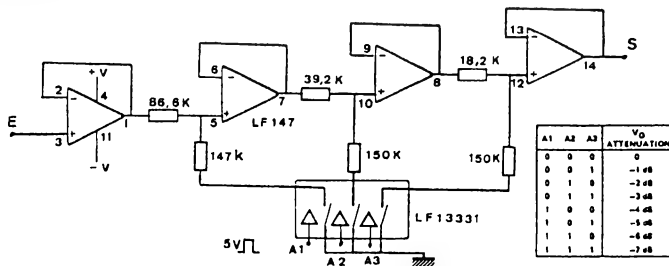 13
S
14
12
18,2 K
9
8
10
39,2 K
6
7
5
LF147
86,6 K
+ V
4
2
1
11
3
E
− V
147K
150K
150K
LF13331
5V
A1
A2
A3
A1 A2 A3 VO ATTENUATION
0 0 0 0
0 0 1 −1 dB
0 1 0 −2 dB
0 1 1 −3 dB
1 0 0 −4 dB
1 0 1 −5 dB
1 1 0 −6 dB
1 1 1 −7 dB